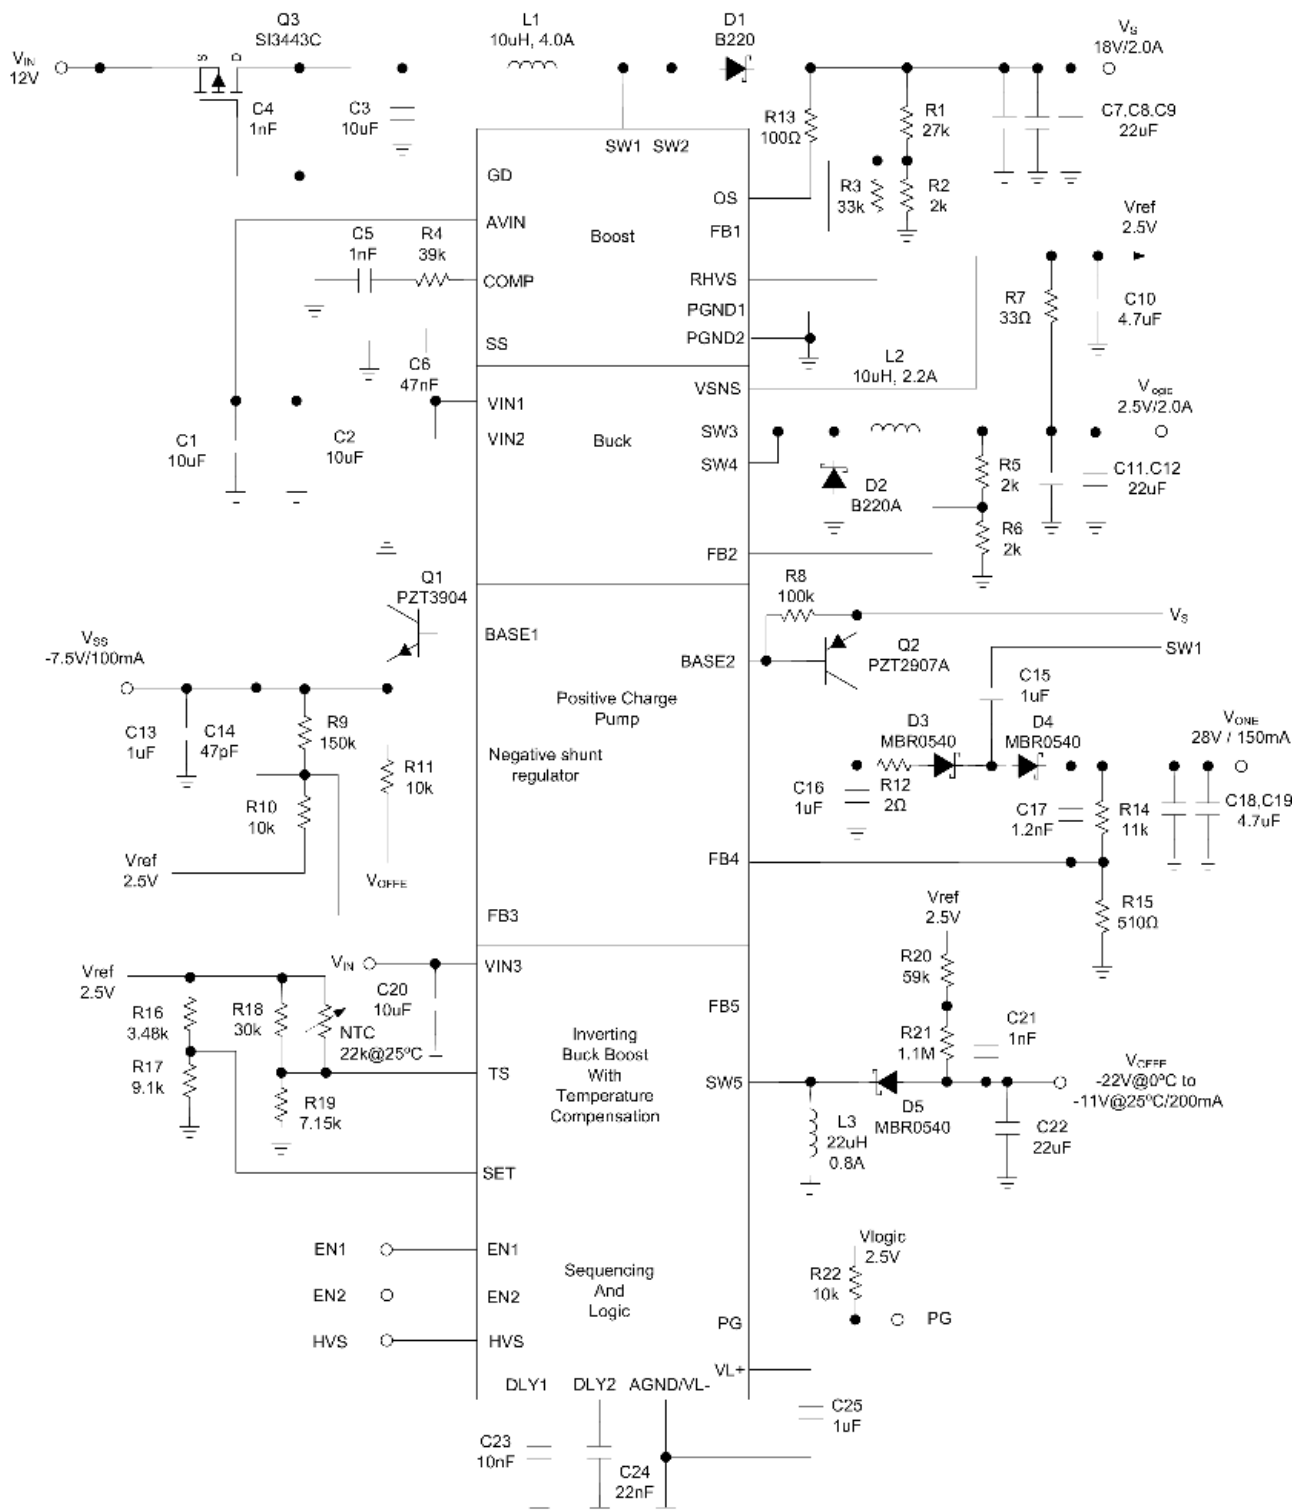 Q3
SI3443C
L1
10uH, 4.0A
D1
B220
VS
18V/2.0A
VIN
12V
S
D
C4
1nF
C3
10uF
R13
100Ω
R1
27k
C7,C8.C9
22uF
SW1
SW2
GD
OS
R3
33k
R2
2k
Vref
2.5V
AVIN
FB1
C5
1nF
R4
39k
Boost
COMP
RHVS
R7
33Ω
C10
4.7uF
PGND1
PGND2
SS
C6
47nF
L2
10uH, 2.2A
VSNS
Vogic
2.5V/2.0A
VIN1
VIN2
Buck
SW3
SW4
C1
10uF
C2
10uF
D2
B220A
R5
2k
C11.C12
22uF
R6
2k
FB2
Q1
PZT3904
R8
100k
VS
BASE1
BASE2
Q2
PZT2907A
SW1
VSS
-7.5V/100mA
C15
1uF
Positive Charge
Pump
Negative shunt
regulator
C13
1uF
C14
47pF
R9
150k
D3
MBR0540
D4
MBR0540
VONE
28V / 150mA
R11
10k
R10
10k
C16
1uF
R12
2Ω
C17
1.2nF
R14
11k
C18,C19
4.7uF
Vref
2.5V
VOFFE
FB4
FB3
Vref
2.5V
R15
510Ω
VIN
VIN3
R20
59k
Vref
2.5V
C20
10uF
FB5
R16
3.48k
R18
30k
NTC
22k@25ºC
Inverting
Buck Boost
With
Temperature
Compensation
R21
1.1M
C21
1nF
R17
9.1k
TS
SW5
VOFFE
-22V@0ºC to
-11V@25ºC/200mA
R19
7.15k
D5
MBR0540
L3
22uH
0.8A
C22
22uF
SET
EN1
EN1
Vlogic
2.5V
Sequencing
And
Logic
R22
10k
EN2
EN2
HVS
HVS
PG
PG
VL+
DLY1
DLY2
AGND/VL-
C25
1uF
C23
10nF
C24
22nF